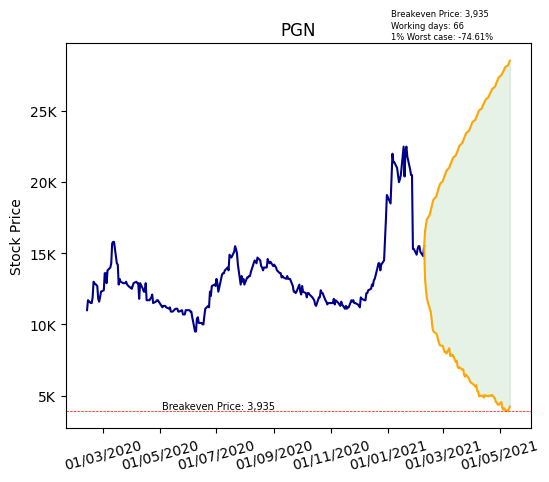 Breakeven Price: 3,935
Working days: 66
1% Worst case: -74.61%
PGN
Stock Price
25K
20K
15K
10K
5K
Breakeven Price: 3,935
01/03/2020
01/05/2020
01/07/2020
01/09/2020
01/11/2020
01/01/2021
01/03/2021
01/05/2021